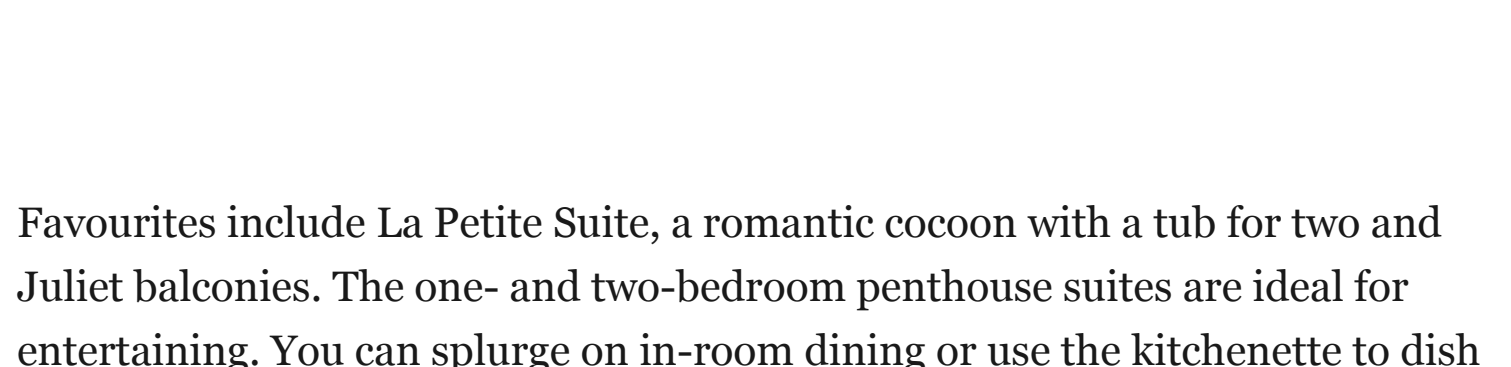 Favourites include La Petite Suite, a romantic cocoon with a tub for two and
Juliet balconies. The one- and two-bedroom penthouse suites are ideal for
entertaining. You can splurge on in-room dining or use the kitchenette to dish